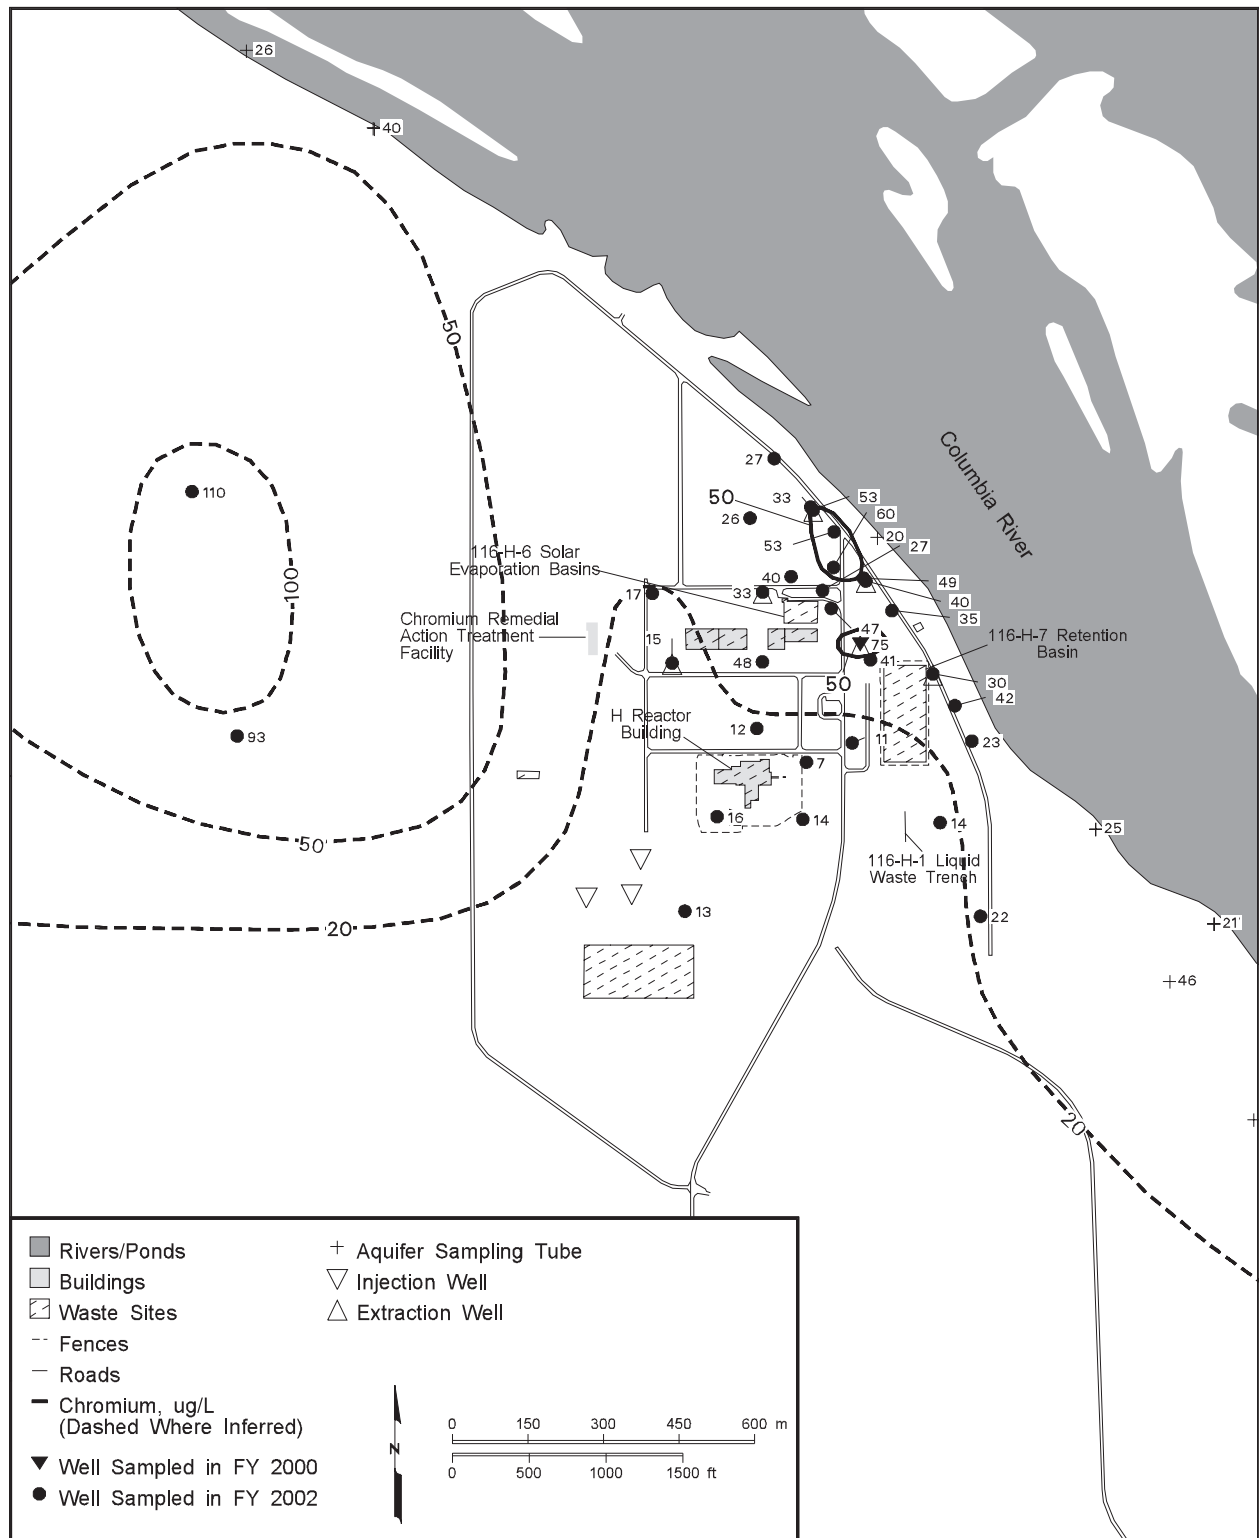 26
40
50
110
100
93
50
20
27
50
33
53
60
26
53
20
27
116-H-6 Solar
Evaporation Basins
40
49
17
33
40
35
Chromium Remedial
Action Treatment
Facility
15
47
75
116-H-7 Retention
Basin
48
41
50
30
42
H Reactor
Building
12
11
23
7
16
14
14
25
116-H-1 Liquid
Waste Trench
13
22
21
46
20
Columbia River
Rivers/Ponds
Buildings
Waste Sites
Fences
Roads
Chromium, ug/L
(Dashed Where Inferred)
Well Sampled in FY 2000
Well Sampled in FY 2002
Aquifer Sampling Tube
Injection Well
Extraction Well
N
0 150 300 450 600 m
0 500 1000 1500 ft